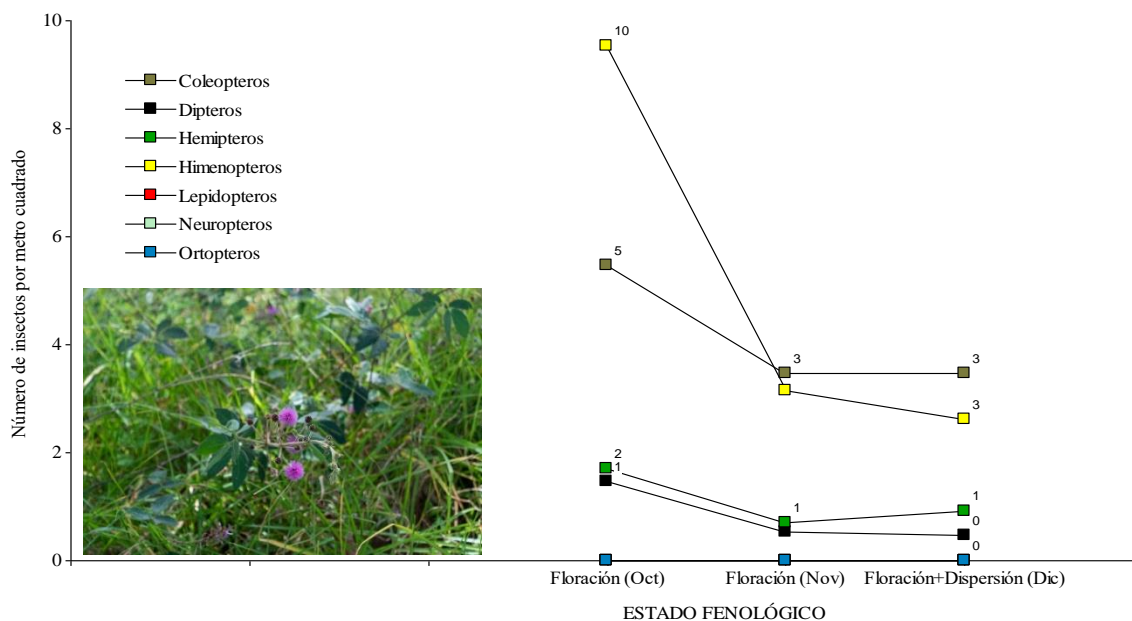 10
8
6
4
2
0
Número de insectos por metro cuadrado
Coleopteros
Dipteros
Hemipteros
Himenopteros
Lepidopteros
Neuropteros
Ortopteros
10
5
2
1
3
1
3
3
1
0
0
Floración (Oct)
Floración (Nov)
Floración+Dispersión (Dic)
ESTADO FENOLÓGICO